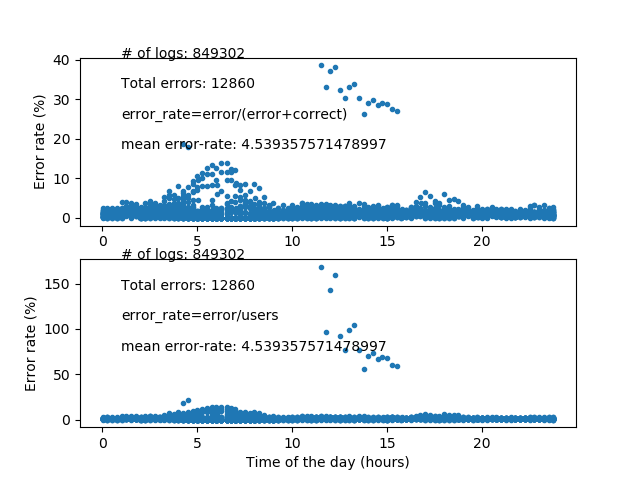 # of logs: 849302
Total errors: 12860
error_rate=error/(error+correct)
mean error-rate: 4.539357571478997
Error rate (%)
40
30
20
10
0
0 5 10 15 20
# of logs: 849302
Total errors: 12860
error_rate=error/users
mean error-rate: 4.539357571478997
Error rate (%)
150
100
50
0
0 5 10 15 20
Time of the day (hours)